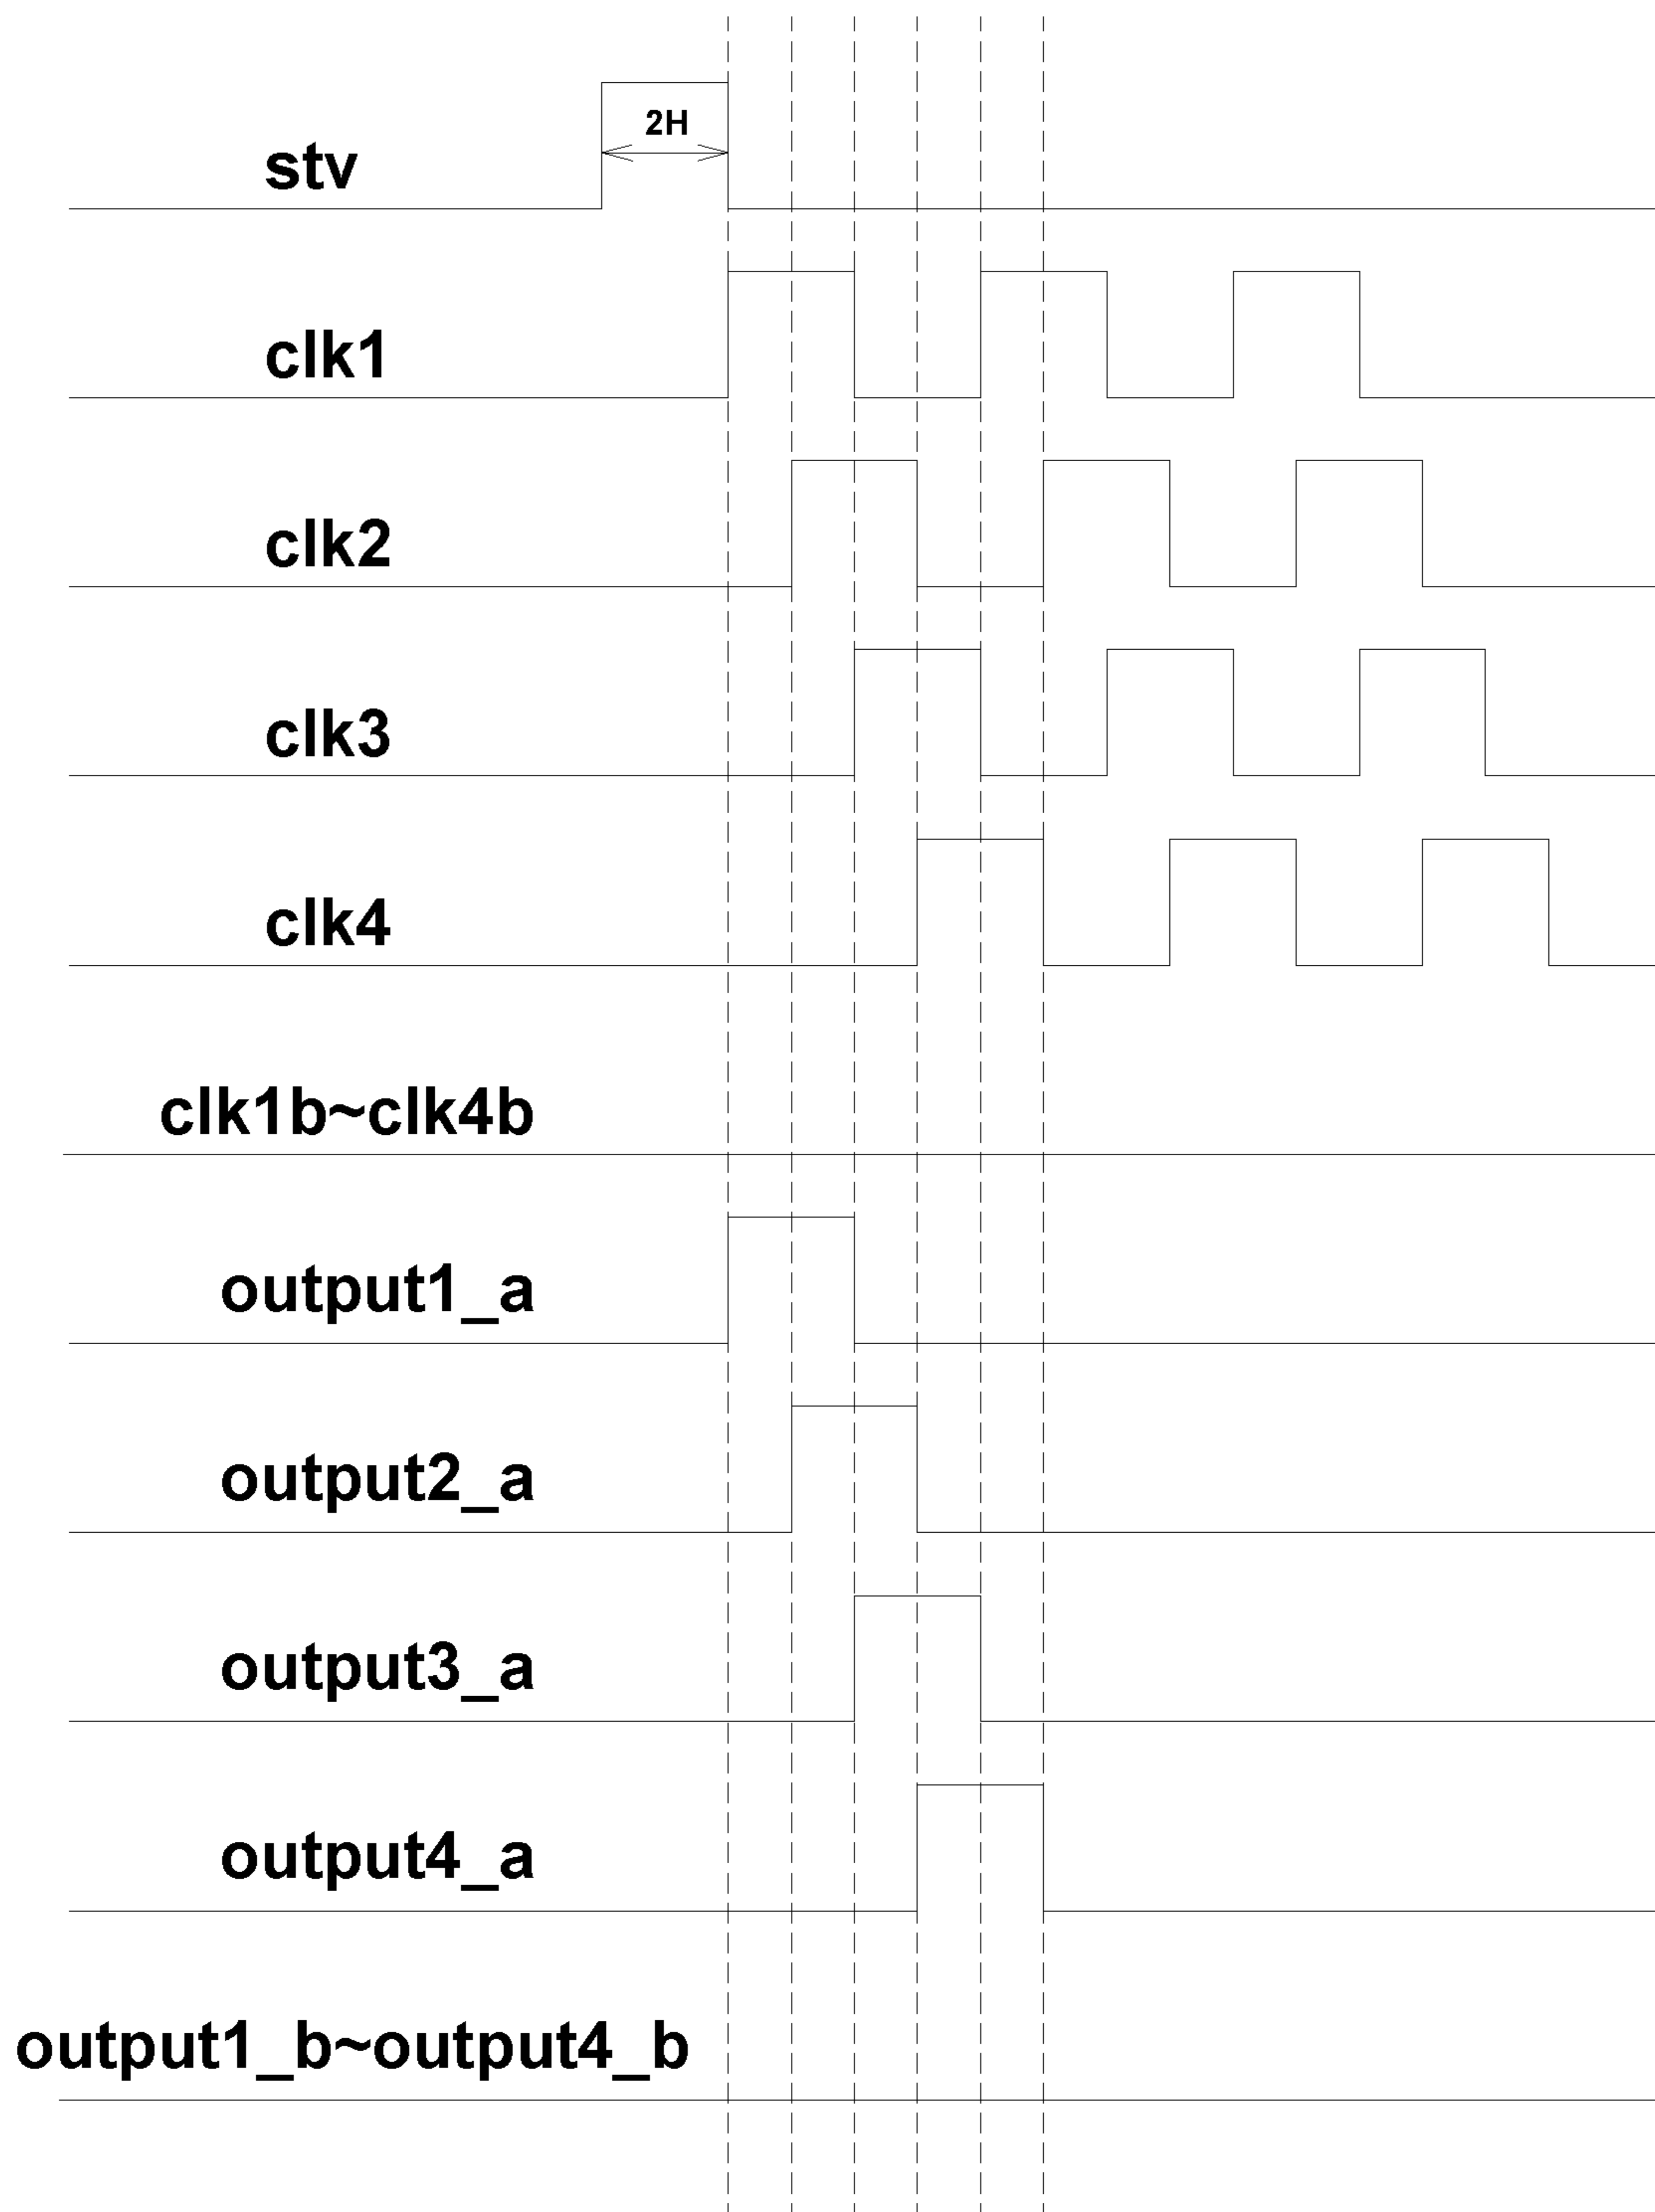 2H
stv
clk1
clk2
clk3
clk4
clk1b~clk4b
output1_a
output2_a
output3_a
output4_a
output1_b~output4_b